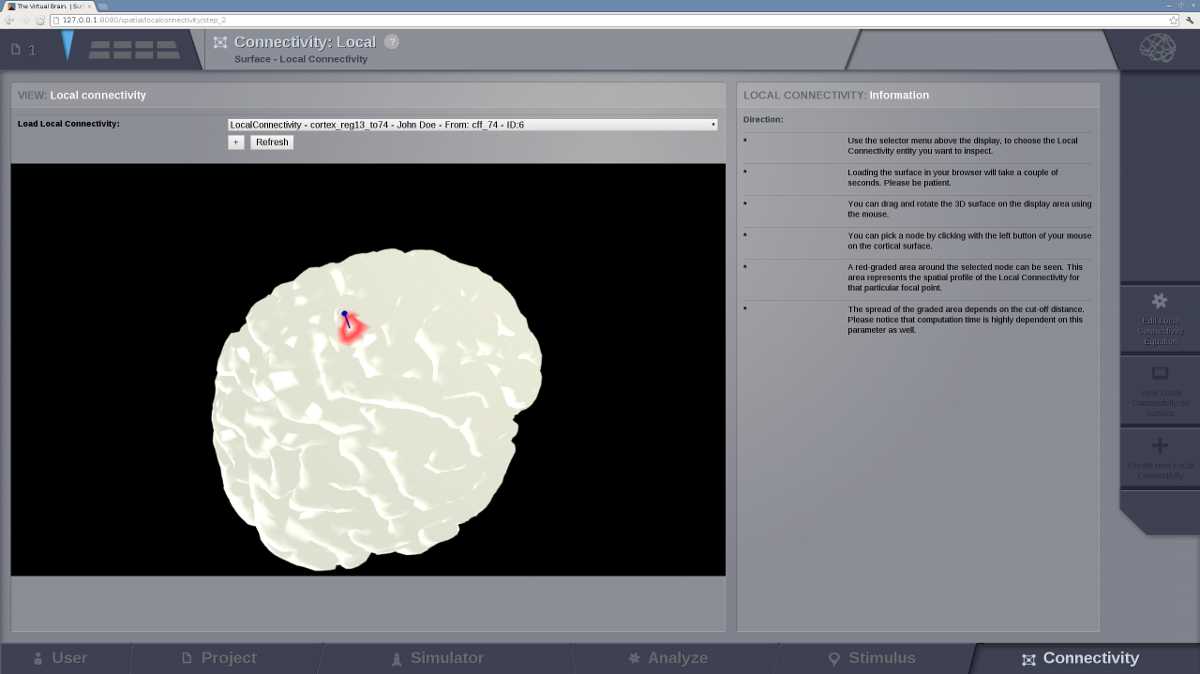 The Virtual Brain. | Su
127.0.0.1:8080/spatial/localconnectivity/step_2
1
Connectivity: Local ?
Surface - Local Connectivity
VIEW: Local connectivity
Load Local Connectivity:
LocalConnectivity - cortex_reg13_to74 - John Doe - From: cff_74 - ID:6
+ Refresh
LOCAL CONNECTIVITY: Information
Direction:
* Use the selector menu above the display, to choose the Local
Connectivity entity you want to inspect.
* Loading the surface in your browser will take a couple of
seconds. Please be patient.
* You can drag and rotate the 3D surface on the display area using
the mouse.
* You can pick a node by clicking with the left button of your mouse
on the cortical surface.
* A red-graded area around the selected node can be seen. This
area represents the spatial profile of the Local Connectivity for
that particular focal point.
* The spread of the graded area depends on the cut-off distance.
Please notice that computation time is highly dependent on this
parameter as well.
Edit Local
Connectivity
Equation
View Local
Connectivity on
Surface
Create new Local
Connectivity
User
Project
Simulator
Analyze
Stimulus
Connectivity